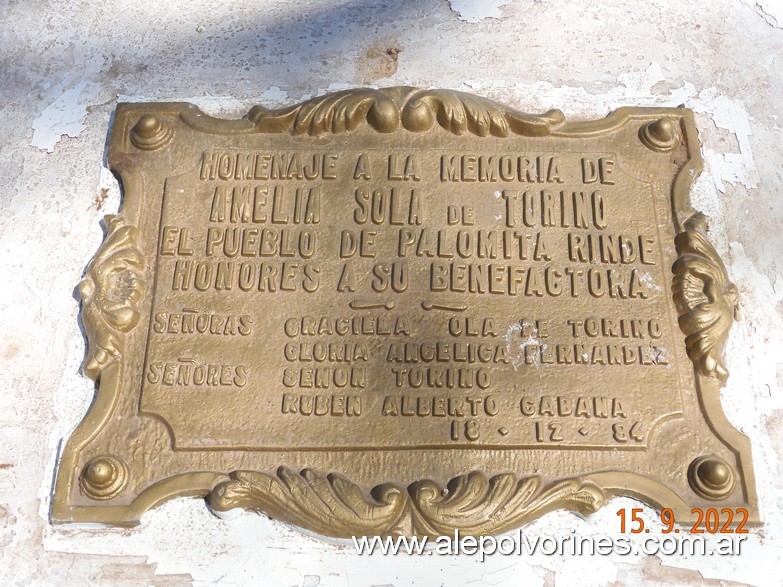 HOMENAJE A LA MEMORIA DE
AMELIA SOLA DE TORINO
EL PUEBLO DE PALOMITA RINDE
HONORES A SU BENEFACTORA
SEÑORAS GRACIELA OLA DE TORINO
GLORIA ANGELICA FERNANDEZ
SEÑORES SENON TORINO
RUBEN ALBERTO CABANA
18 · 12 · 84
15. 9. 2022
www.alepolvorines.com.ar